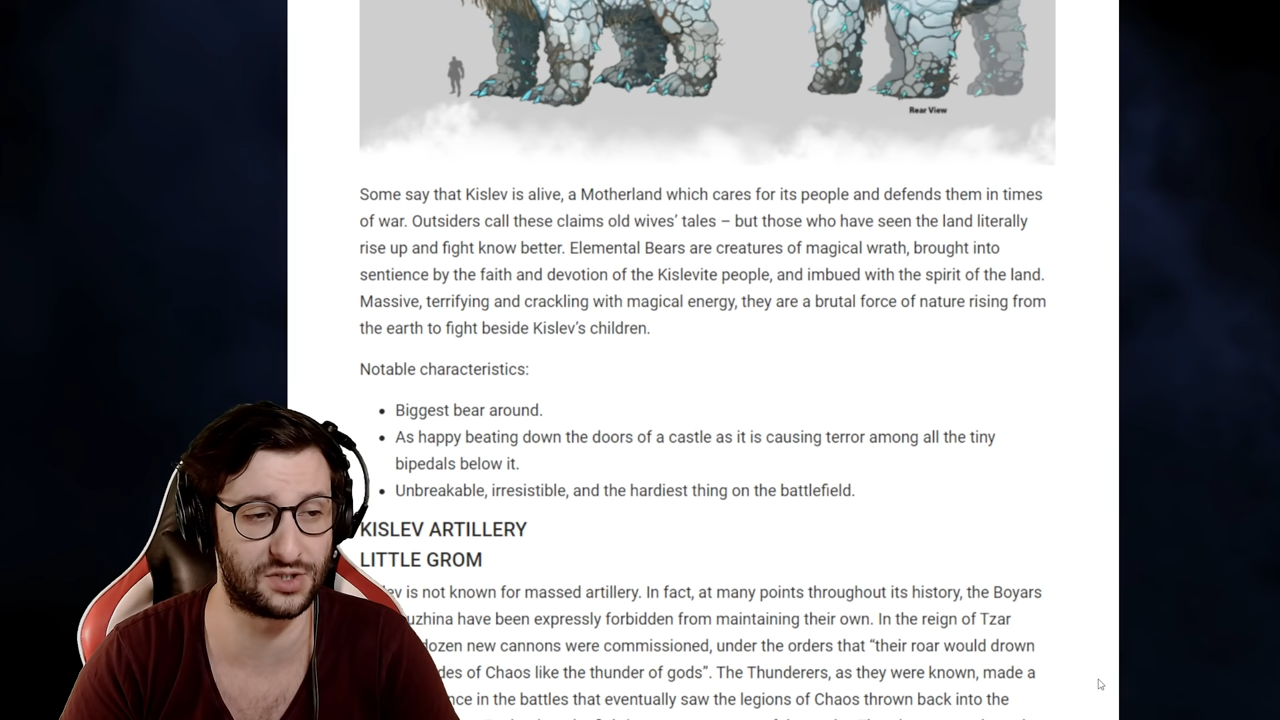 Rear View
Some say that Kislev is alive, a Motherland which cares for its people and defends them in times
of war. Outsiders call these claims old wives’ tales – but those who have seen the land literally
rise up and fight know better. Elemental Bears are creatures of magical wrath, brought into
sentience by the faith and devotion of the Kislevite people, and imbued with the spirit of the land.
Massive, terrifying and crackling with magical energy, they are a brutal force of nature rising from
the earth to fight beside Kislev’s children.
Notable characteristics:
• Biggest bear around.
• As happy beating down the doors of a castle as it is causing terror among all the tiny
bipedals below it.
• Unbreakable, irresistible, and the hardiest thing on the battlefield.
KISLEV ARTILLERY
LITTLE GROM
is not known for massed artillery. In fact, at many points throughout its history, the Boyars
have been expressly forbidden from maintaining their own. In the reign of Tzar
dozen new cannons were commissioned, under the orders that “their roar would drown
of Chaos like the thunder of gods”. The Thunderers, as they were known, made a
in the battles that eventually saw the legions of Chaos thrown back into the